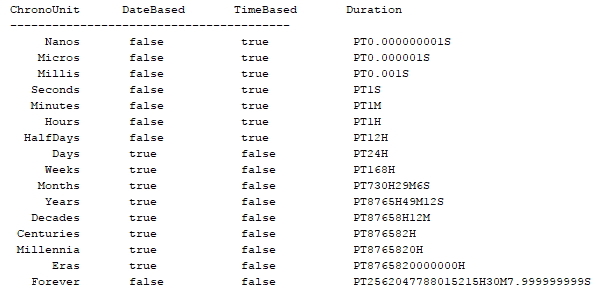 ChronoUnit DateBased TimeBased Duration
----------------------------------------
Nanos false true PT0.000000001S
Micros false true PT0.000001S
Millis false true PT0.001S
Seconds false true PT1S
Minutes false true PT1M
Hours false true PT1H
HalfDays false true PT12H
Days true false PT24H
Weeks true false PT168H
Months true false PT730H29M6S
Years true false PT8765H49M12S
Decades true false PT87658H12M
Centuries true false PT876582H
Millennia true false PT8765820H
Eras true false PT8765820000000H
Forever false false PT2562047788015215H30M7.999999999S